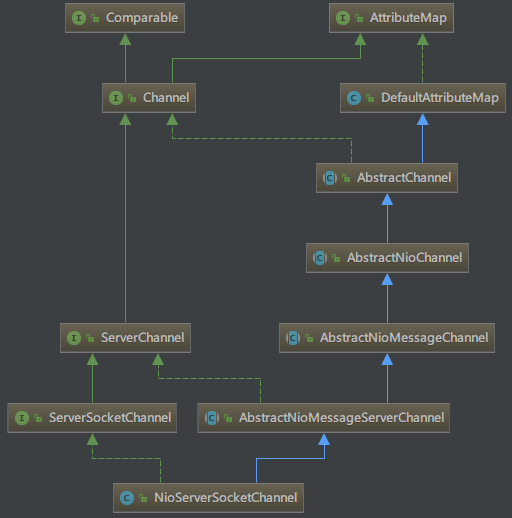 I Comparable
I AttributeMap
I Channel
C DefaultAttributeMap
C AbstractChannel
C AbstractNioChannel
I ServerChannel
C AbstractNioMessageChannel
I ServerSocketChannel
C AbstractNioMessageServerChannel
C NioServerSocketChannel